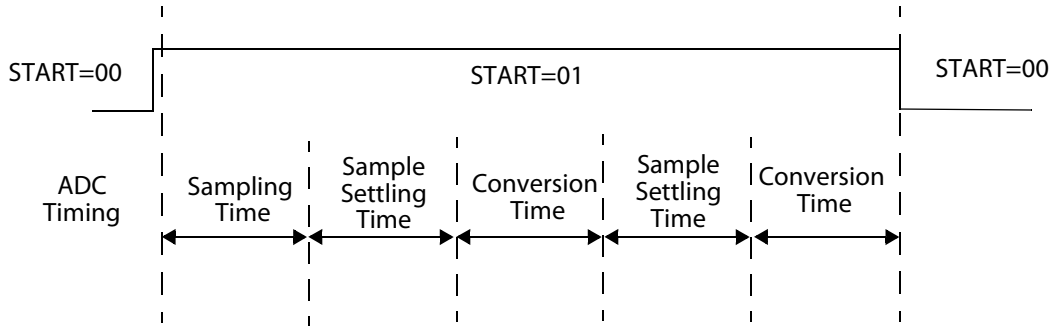 START=00
START=01
START=00
ADC
Timing
Sampling
Time
Sample
Settling
Time
Conversion
Time
Sample
Settling
Time
Conversion
Time